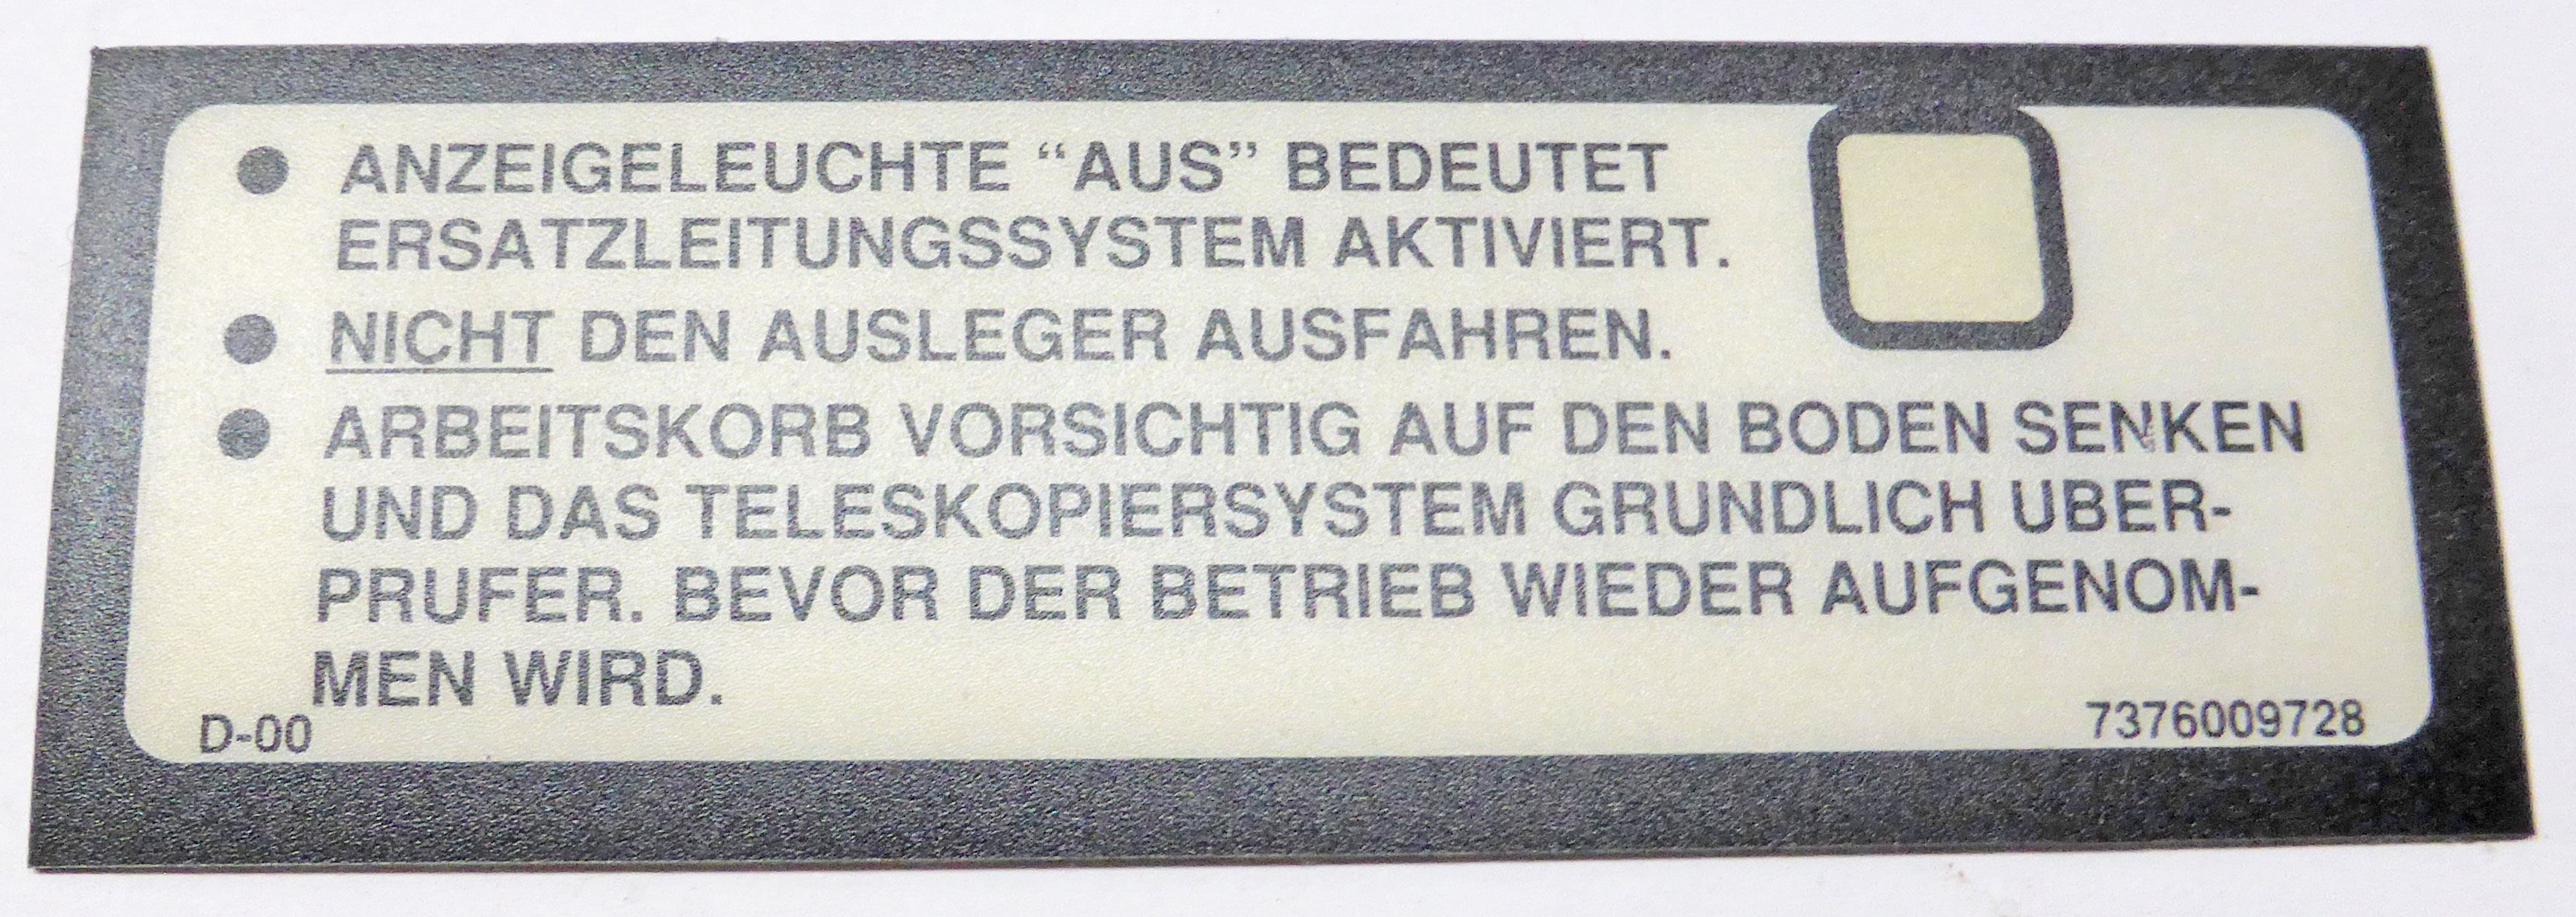 ● ANZEIGELEUCHTE “AUS” BEDEUTET
ERSATZLEITUNGSSYSTEM AKTIVIERT.
● NICHT DEN AUSLEGER AUSFAHREN.
● ARBEITSKORB VORSICHTIG AUF DEN BODEN SENKEN
UND DAS TELESKOPIERSYSTEM GRUNDLICH UBER-
PRUFER. BEVOR DER BETRIEB WIEDER AUFGENOM-
MEN WIRD.
D-00
7376009728